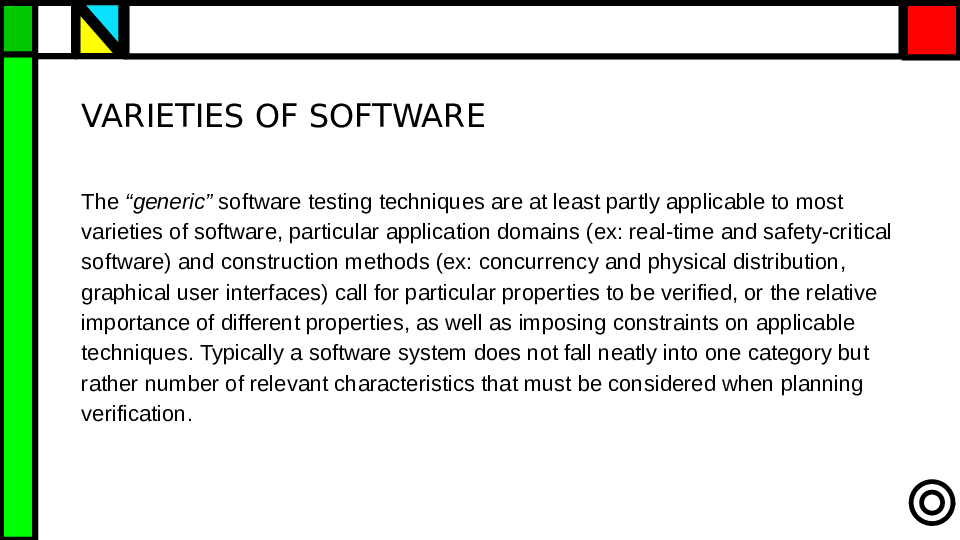 VARIETIES OF SOFTWARE
The “generic” software testing techniques are at least partly applicable to most
varieties of software, particular application domains (ex: real-time and safety-critical
software) and construction methods (ex: concurrency and physical distribution,
graphical user interfaces) call for particular properties to be verified, or the relative
importance of different properties, as well as imposing constraints on applicable
techniques. Typically a software system does not fall neatly into one category but
rather number of relevant characteristics that must be considered when planning
verification.